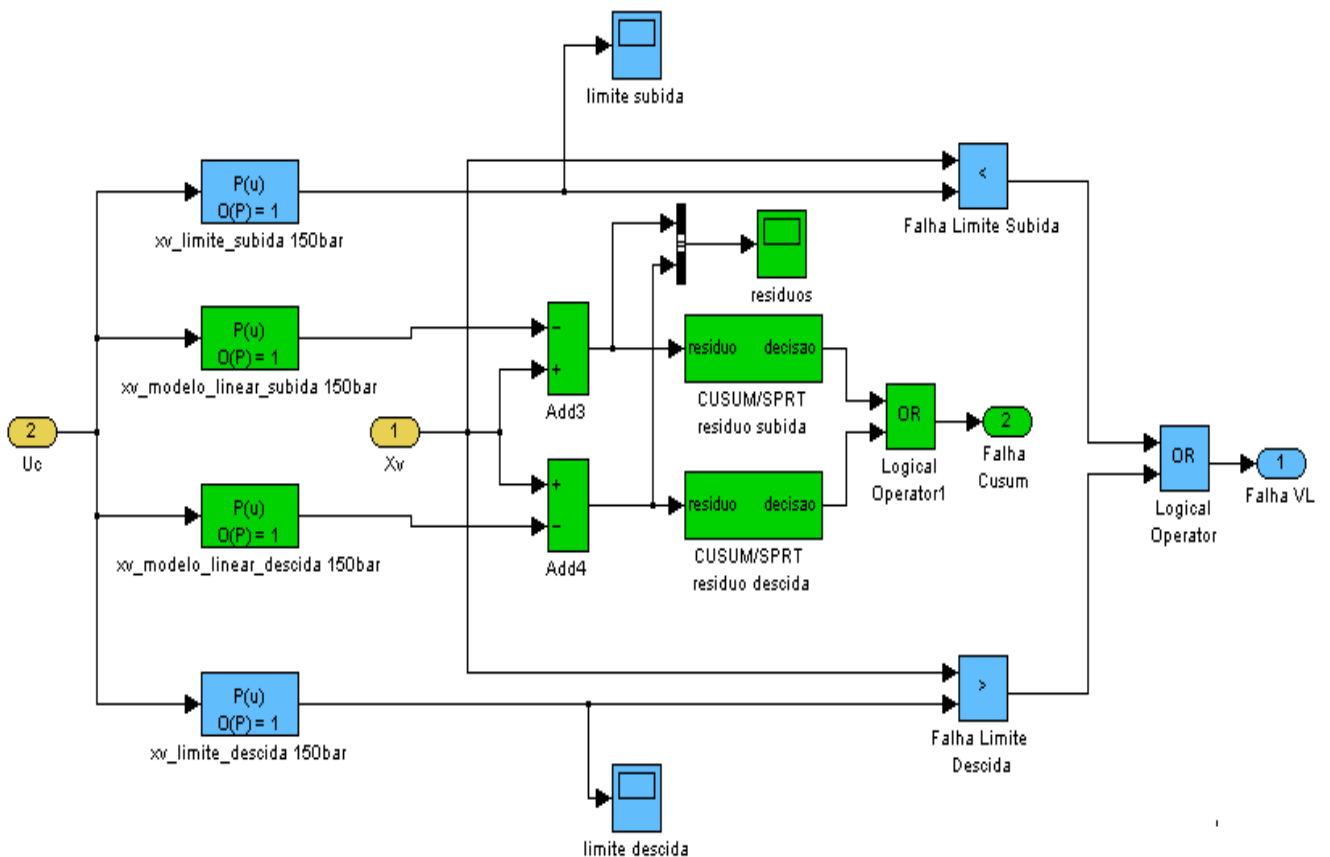 limite subida
P(u)
O(P) = 1
xv_limite_subida 150bar
<
Falha Limite Subida
residuos
P(u)
O(P) = 1
xv_modelo_linear_subida 150bar
−
+
Add3
residuo decisao
CUSUM/SPRT
residuo subida
OR
Logical
Operator1
2
Falha
Cusum
2
Uc
1
Xv
OR
Logical
Operator
1
Falha VL
P(u)
O(P) = 1
xv_modelo_linear_descida 150bar
+
−
Add4
residuo decisao
CUSUM/SPRT
residuo descida
P(u)
O(P) = 1
xv_limite_descida 150bar
>
Falha Limite
Descida
limite descida